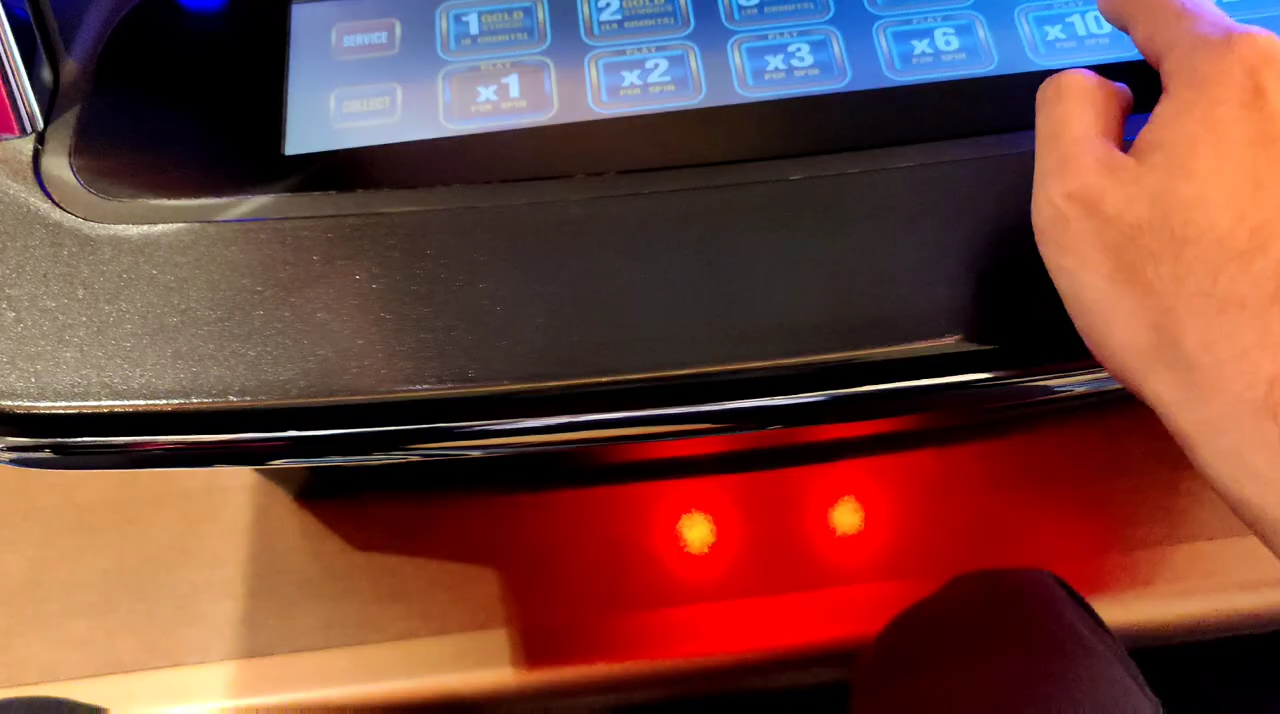 SERVICE
1 GOLD
SYMBOL
2 GOLD
SYMBOLS
COLLECT
PLAY
x1
PER SPIN
PLAY
x2
PER SPIN
PLAY
x3
PER SPIN
PLAY
x6
PER SPIN
PLAY
x10
PER SPIN